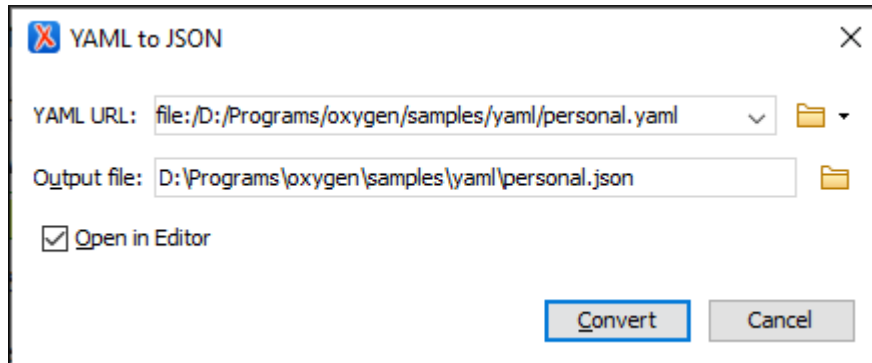 YAML to JSON
YAML URL: file:/D:/Programs/oxygen/samples/yaml/personal.yaml
Output file: D:\Programs\oxygen\samples\yaml\personal.json
Open in Editor
Convert Cancel